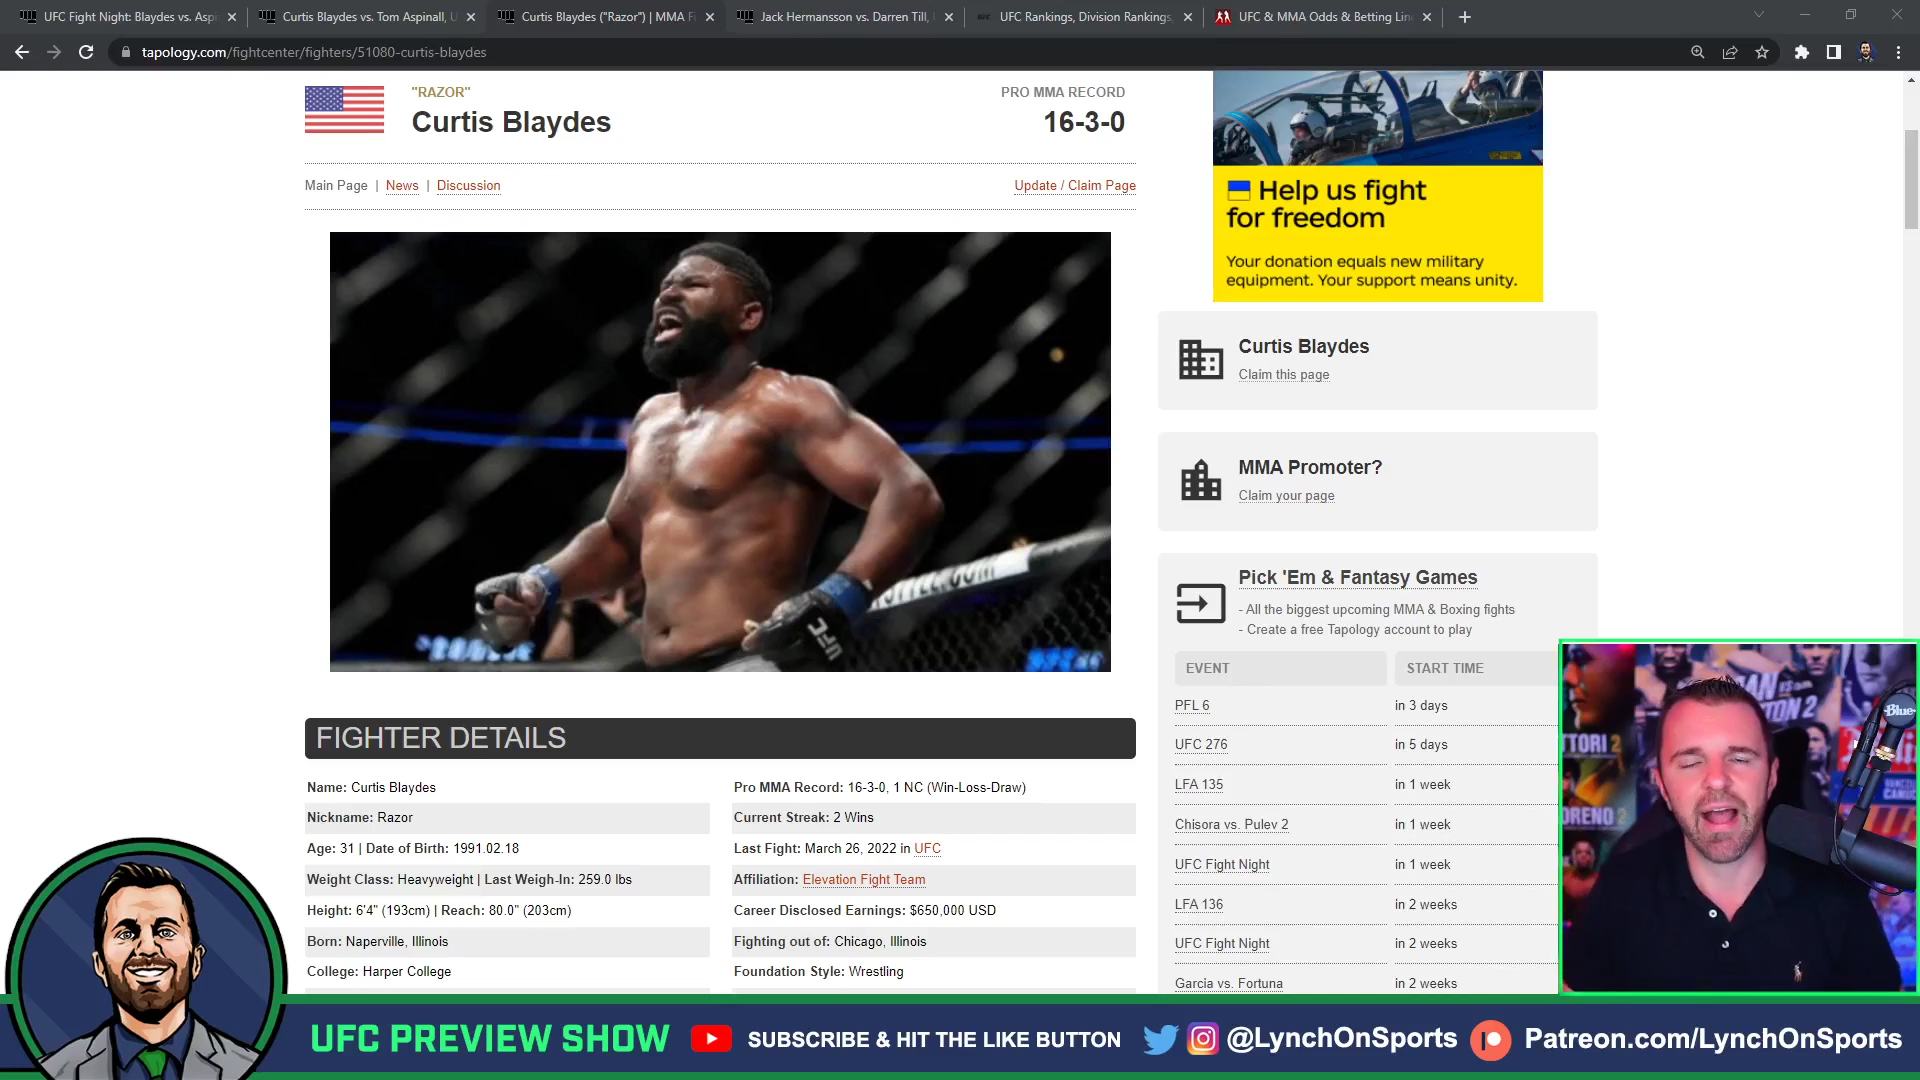 UFC Fight Night: Blaydes vs. Aspi
Curtis Blaydes vs. Tom Aspinall, U
Curtis Blaydes ("Razor") | MMA F
Jack Hermansson vs. Darren Till,
UFC Rankings, Division Rankings,
UFC & MMA Odds & Betting Lin
tapology.com/fightcenter/fighters/51080-curtis-blaydes
"RAZOR"
Curtis Blaydes
PRO MMA RECORD
16-3-0
Main Page | News | Discussion
Update / Claim Page
Help us fight
for freedom
Your donation equals new military
equipment. Your support means unity.
Curtis Blaydes
Claim this page
MMA Promoter?
Claim your page
Pick 'Em & Fantasy Games
- All the biggest upcoming MMA & Boxing fights
- Create a free Tapology account to play
EVENT START TIME
PFL 6 in 3 days
UFC 276 in 5 days
LFA 135 in 1 week
Chisora vs. Pulev 2 in 1 week
UFC Fight Night in 1 week
LFA 136 in 2 weeks
UFC Fight Night in 2 weeks
Garcia vs. Fortuna in 2 weeks
UFC
FIGHTER DETAILS
Name: Curtis Blaydes
Pro MMA Record: 16-3-0, 1 NC (Win-Loss-Draw)
Nickname: Razor
Current Streak: 2 Wins
Age: 31 | Date of Birth: 1991.02.18
Last Fight: March 26, 2022 in UFC
Weight Class: Heavyweight | Last Weigh-In: 259.0 lbs
Affiliation: Elevation Fight Team
Height: 6'4" (193cm) | Reach: 80.0" (203cm)
Career Disclosed Earnings: $650,000 USD
Born: Naperville, Illinois
Fighting out of: Chicago, Illinois
College: Harper College
Foundation Style: Wrestling
Blue
TTORI 2
RENO 2
UFC PREVIEW SHOW
SUBSCRIBE & HIT THE LIKE BUTTON
@LynchOnSports
Patreon.com/LynchOnSports